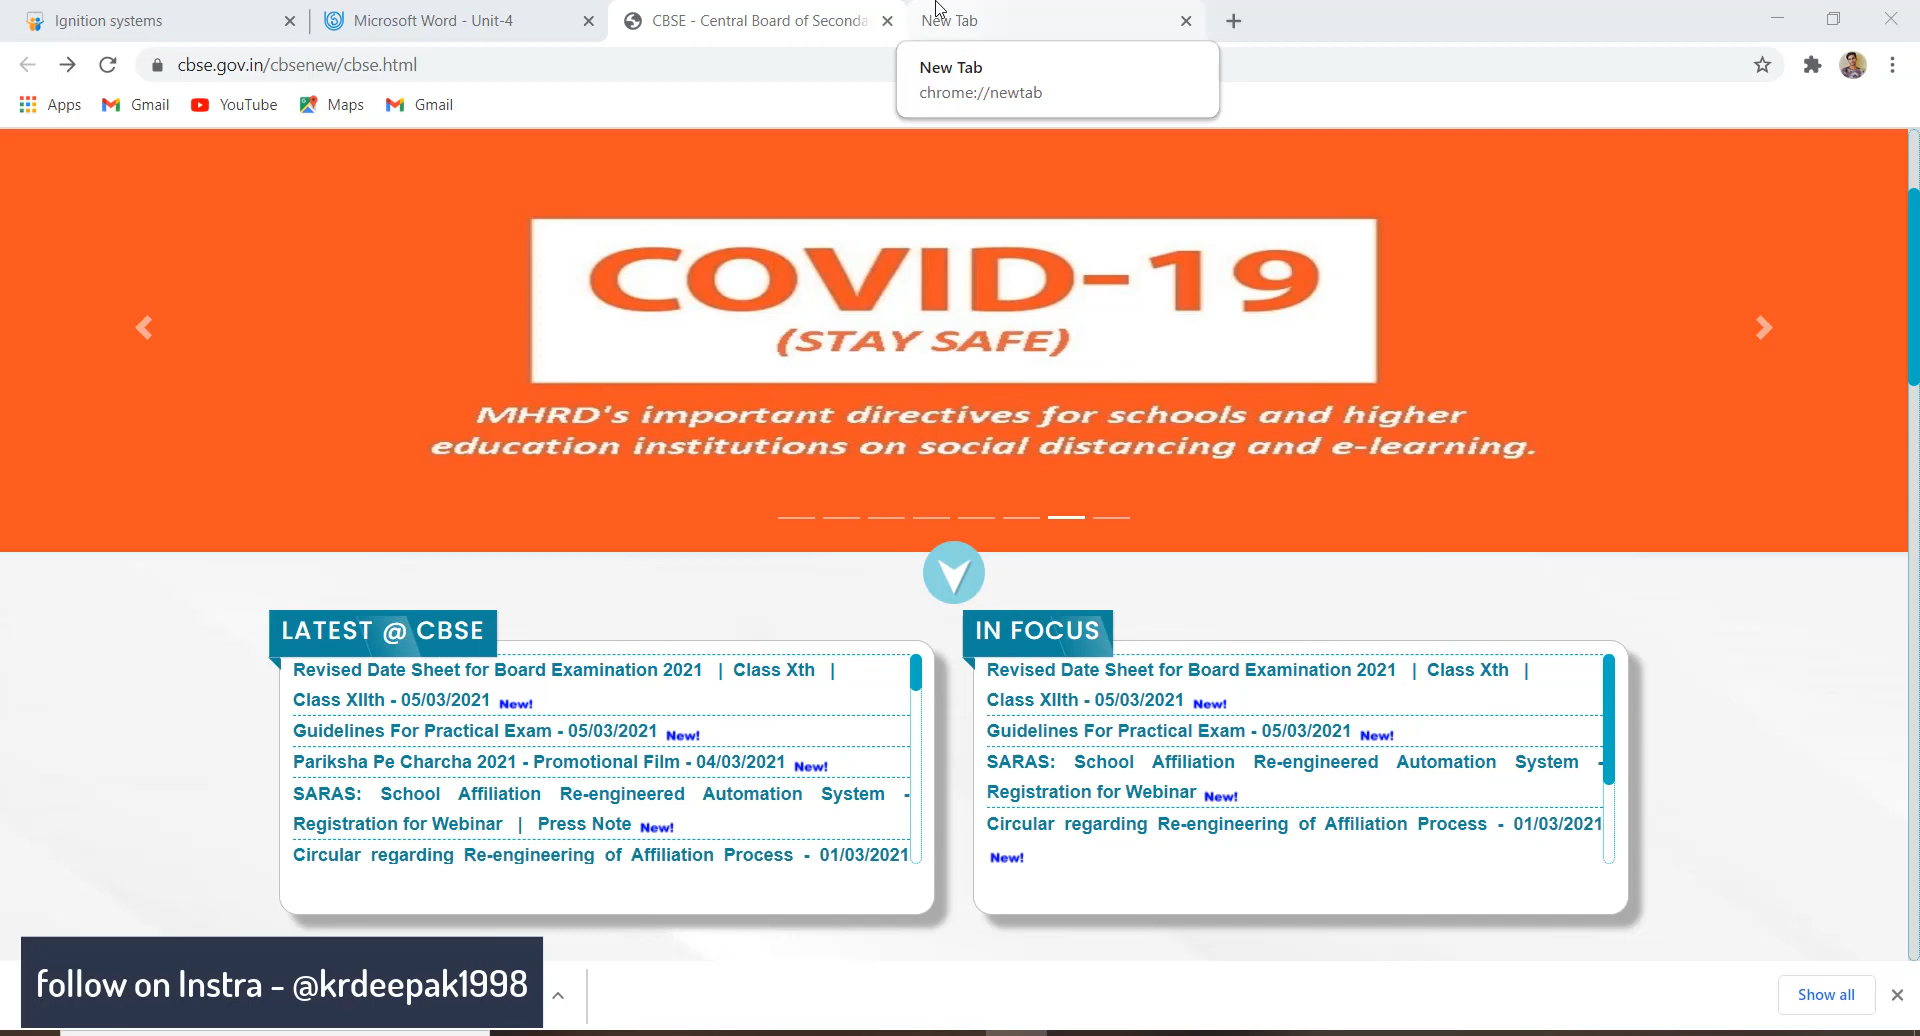 Ignition systems
Microsoft Word - Unit-4
CBSE - Central Board of Seconda
New Tab
cbse.gov.in/cbsenew/cbse.html
New Tab
chrome://newtab
Apps
Gmail
YouTube
Maps
Gmail
COVID-19
(STAY SAFE)
MHRD's important directives for schools and higher
education institutions on social distancing and e-learning.
LATEST @ CBSE
Revised Date Sheet for Board Examination 2021 | Class Xth |
Class XIIth - 05/03/2021 New!
Guidelines For Practical Exam - 05/03/2021 New!
Pariksha Pe Charcha 2021 - Promotional Film - 04/03/2021 New!
SARAS: School Affiliation Re-engineered Automation System -
Registration for Webinar | Press Note New!
Circular regarding Re-engineering of Affiliation Process - 01/03/2021
IN FOCUS
Revised Date Sheet for Board Examination 2021 | Class Xth |
Class XIIth - 05/03/2021 New!
Guidelines For Practical Exam - 05/03/2021 New!
SARAS: School Affiliation Re-engineered Automation System -
Registration for Webinar New!
Circular regarding Re-engineering of Affiliation Process - 01/03/2021
New!
follow on Instra - @krdeepak1998
Show all